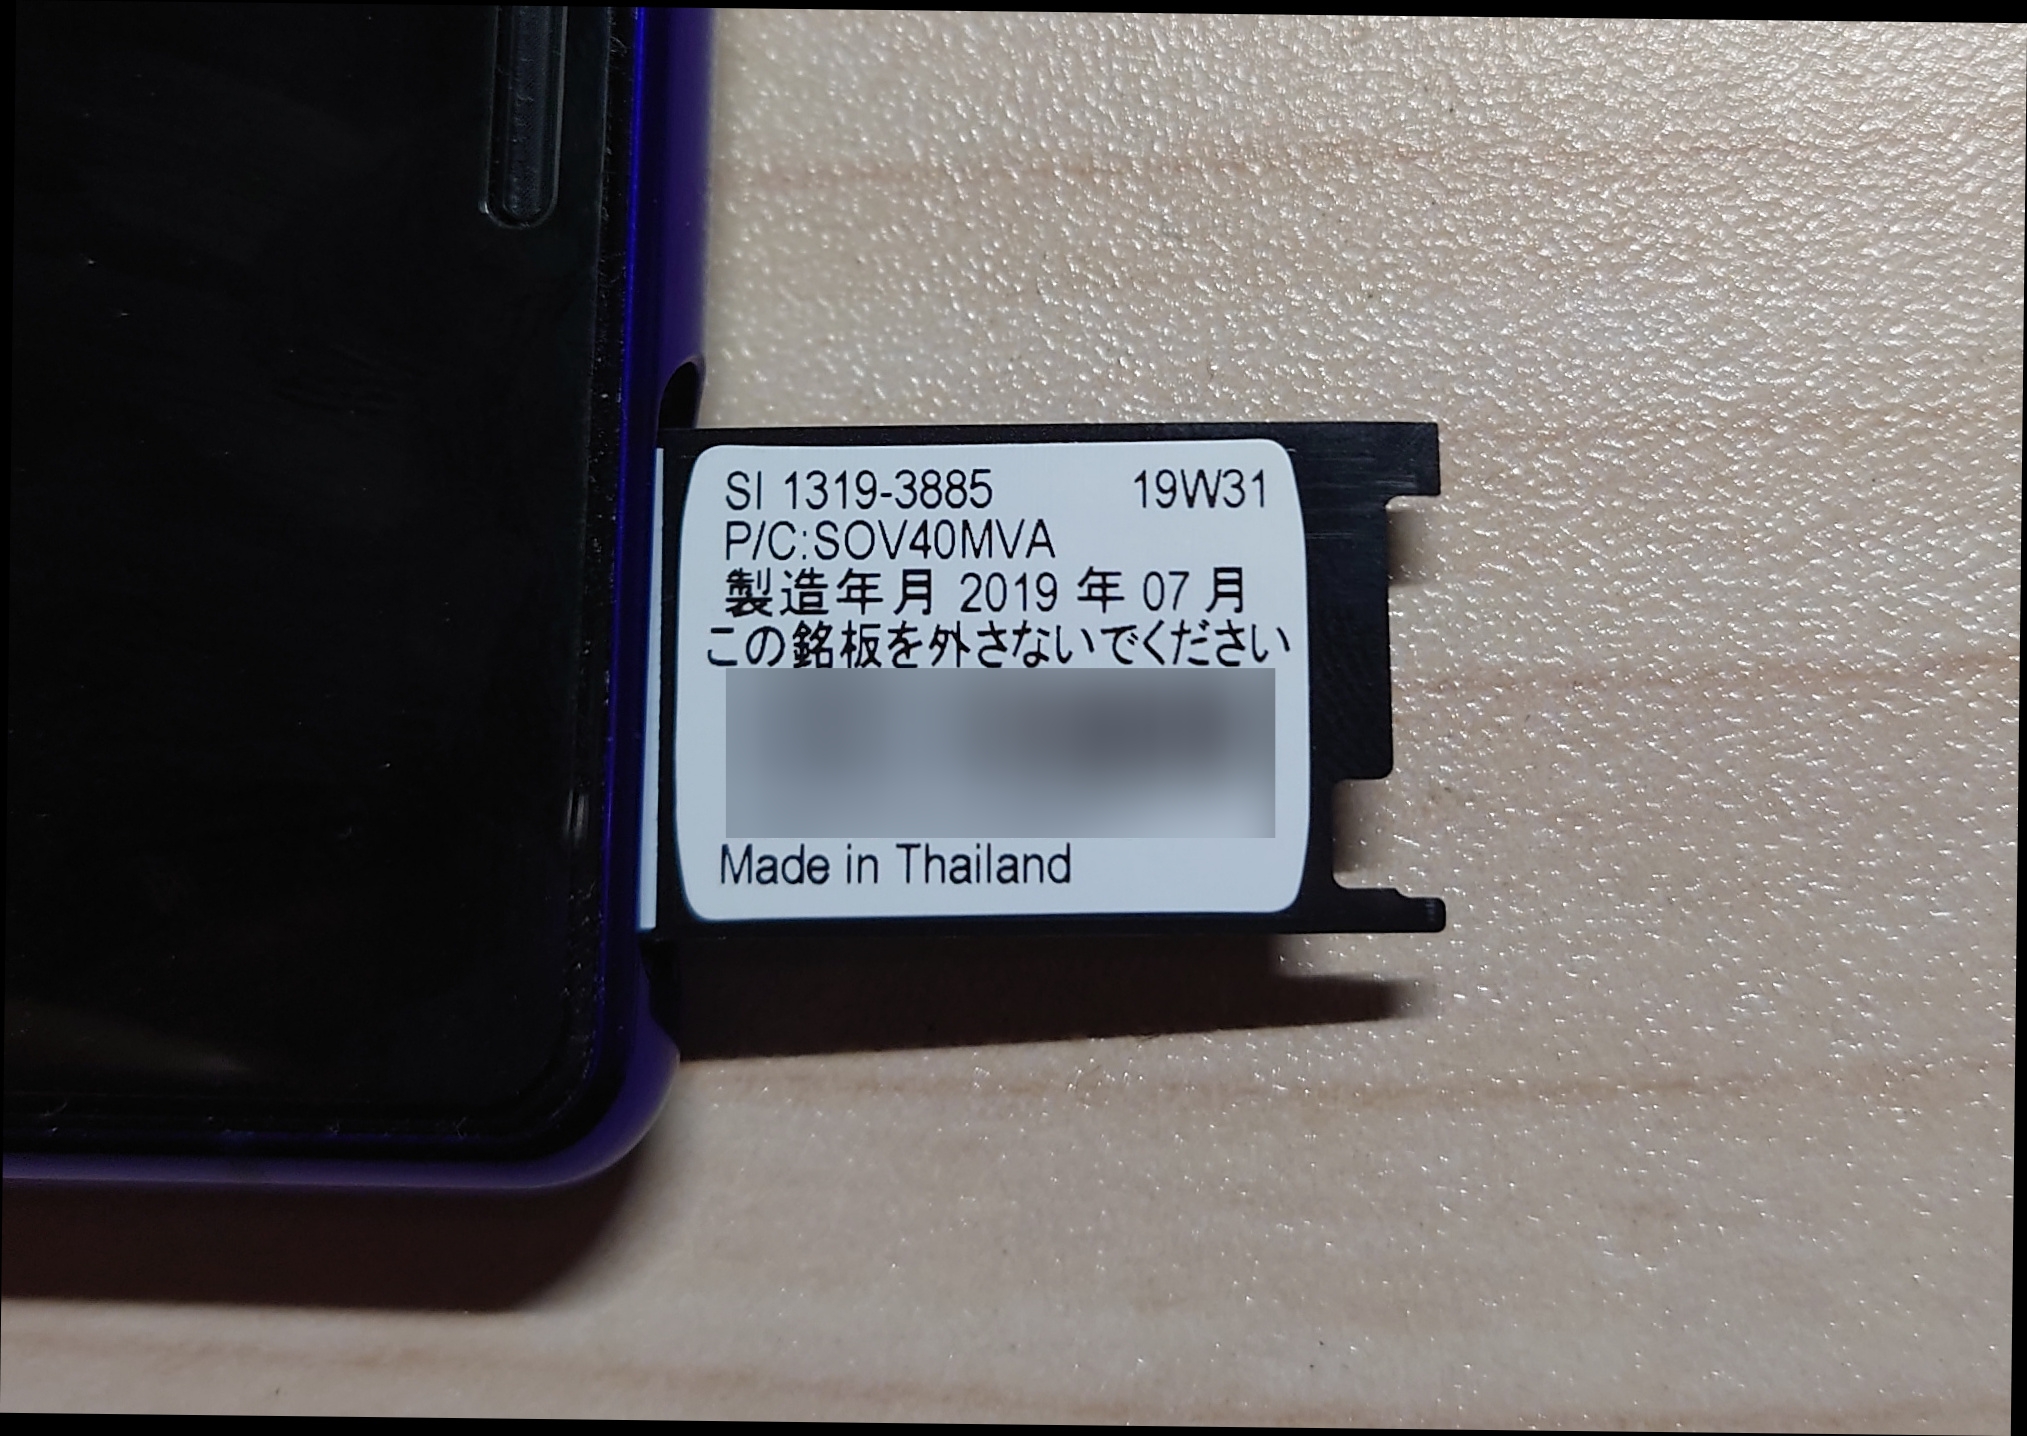 SI 1319-3885 19W31
P/C:SOV40MVA
製造年月 2019 年 07 月
この銘板を外さないでください
Made in Thailand